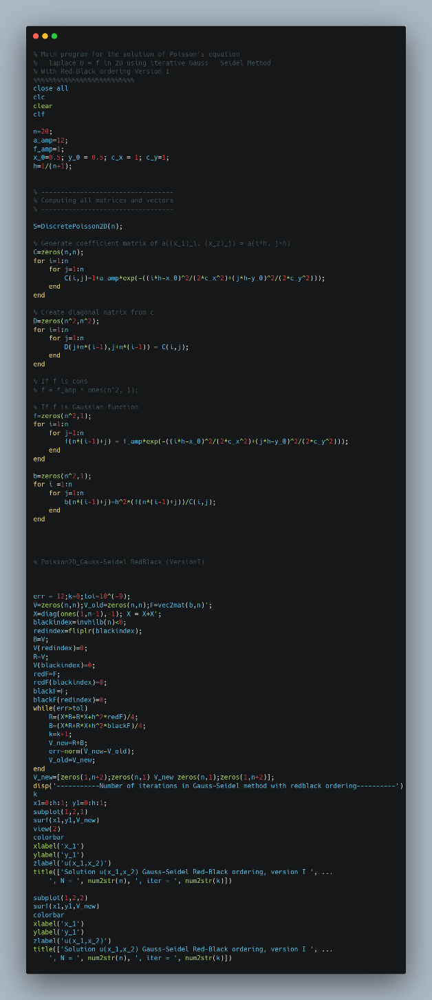 % Main program for the solution of Poisson's equation
%   laplace U = f in 2D using iterative Gauss   Seidel Method
% With Red-Black ordering Version I
%%%%%%%%%%%%%%%%%%%%%%%%%%
close all
clc
clear
clf
n=20;
a_amp=12;
f_amp=1;
x_0=0.5; y_0 = 0.5; c_x = 1; c_y=1;
h=1/(n+1);
% ----------------------------------
% Computing all matrices and vectors
% ----------------------------------
S=DiscretePoisson2D(n);
% Generate coefficient matrix of a((x_1)_i, (x_2)_j) = a(i*h, j*h)
C=zeros(n,n);
for i=1:n
    for j=1:n
        C(i,j)=1+a_amp*exp(-((i*h-x_0)^2/(2*c_x^2)+(j*h-y_0)^2/(2*c_y^2)));
    end
end
% Create diagonal matrix from c
D=zeros(n^2,n^2);
for i=1:n
    for j=1:n
        D(j+n*(i-1),j+n*(i-1)) = C(i,j);
    end
end
% If f is cons
% f = f_amp * ones(n^2, 1);
% If f is Gaussian function
f=zeros(n^2,1);
for i=1:n
    for j=1:n
        f(n*(i-1)+j) = f_amp*exp(-((i*h-x_0)^2/(2*c_x^2)+(j*h-y_0)^2/(2*c_y^2)));
    end
end
b=zeros(n^2,1);
for i =1:n
    for j=1:n
        b(n*(i-1)+j)=h^2*(f(n*(i-1)+j))/C(i,j);
    end
end
% Poisson2D_Gauss-Seidel RedBlack (VersionI)
err = 12;k=0;tol=10^(-9);
V=zeros(n,n);V_old=zeros(n,n);F=vec2mat(b,n)';
X=diag(ones(1,n-1),-1); X = X+X';
blackindex=invhilb(n)<0;
redindex=fliplr(blackindex);
B=V;
V(redindex)=0;
R=V;
V(blackindex)=0;
redF=F;
redF(blackindex)=0;
blackF=F;
blackF(redindex)=0;
while(err>tol)
    R=(X*B+B*X+h^2*redF)/4;
    B=(X*R+R*X+h^2*blackF)/4;
    k=k+1;
    V_new=R+B;
    err=norm(V_new-V_old);
    V_old=V_new;
end
V_new=[zeros(1,n+2);zeros(n,1) V_new zeros(n,1);zeros(1,n+2)];
disp('-----------Number of iterations in Gauss-Seidel method with redblack ordering----------')
k
x1=0:h:1; y1=0:h:1;
subplot(1,2,1)
surf(x1,y1,V_new)
view(2)
colorbar
xlabel('x_1')
ylabel('y_1')
zlabel('u(x_1,x_2)')
title(['Solution u(x_1,x_2) Gauss-Seidel Red-Black ordering, version I ', ...
    ', N = ', num2str(n), ', iter = ', num2str(k)])
subplot(1,2,2)
surf(x1,y1,V_new)
colorbar
xlabel('x_1')
ylabel('y_1')
zlabel('u(x_1,x_2)')
title(['Solution u(x_1,x_2) Gauss-Seidel Red-Black ordering, version I ', ...
    ', N = ', num2str(n), ', iter = ', num2str(k)])